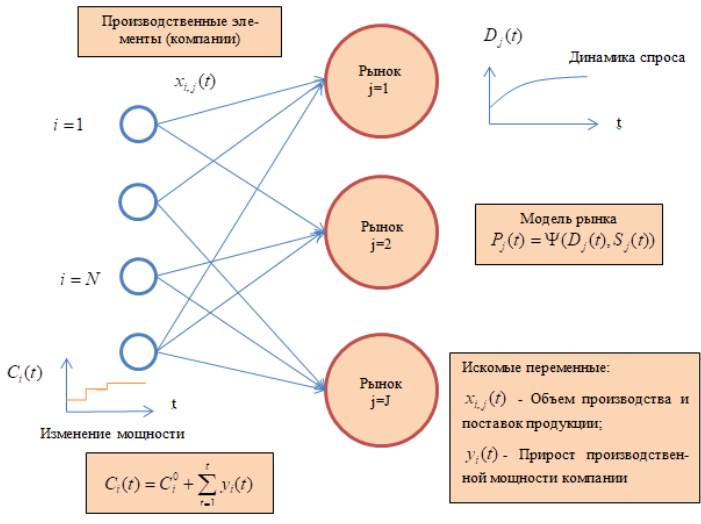 Производственные эле-
менты (компании)
x_{i,j}(t)
i = 1
i = N
Рынок
j=1
Рынок
j=2
Рынок
j=J
D_j(t)
Динамика спроса
t
Модель рынка
P_j(t) = Ψ(D_j(t), S_j(t))
Искомые переменные:
x_{i,j}(t) - Объем производства и
поставок продукции;
y_i(t) - Прирост производствен-
ной мощности компании
C_i(t)
t
Изменение мощности
C_i(t) = C_i^0 + \sum_{τ=1}^{t} y_i(t)